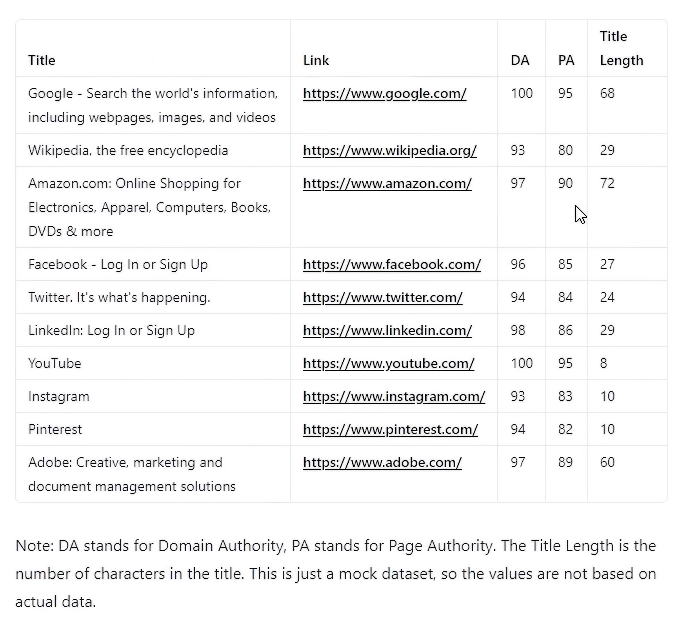 Title Link DA PA Title Length
Google - Search the world's information, including webpages, images, and videos https://www.google.com/ 100 95 68
Wikipedia, the free encyclopedia https://www.wikipedia.org/ 93 80 29
Amazon.com: Online Shopping for Electronics, Apparel, Computers, Books, DVDs & more https://www.amazon.com/ 97 90 72
Facebook - Log In or Sign Up https://www.facebook.com/ 96 85 27
Twitter. It's what's happening. https://www.twitter.com/ 94 84 24
LinkedIn: Log In or Sign Up https://www.linkedin.com/ 98 86 29
YouTube https://www.youtube.com/ 100 95 8
Instagram https://www.instagram.com/ 93 83 10
Pinterest https://www.pinterest.com/ 94 82 10
Adobe: Creative, marketing and document management solutions https://www.adobe.com/ 97 89 60
Note: DA stands for Domain Authority, PA stands for Page Authority. The Title Length is the
number of characters in the title. This is just a mock dataset, so the values are not based on
actual data.